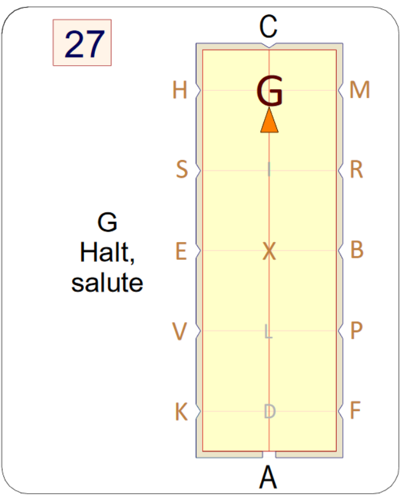 27
C
H G M
S I R
G
Halt,
salute
E X B
V L P
K D F
A